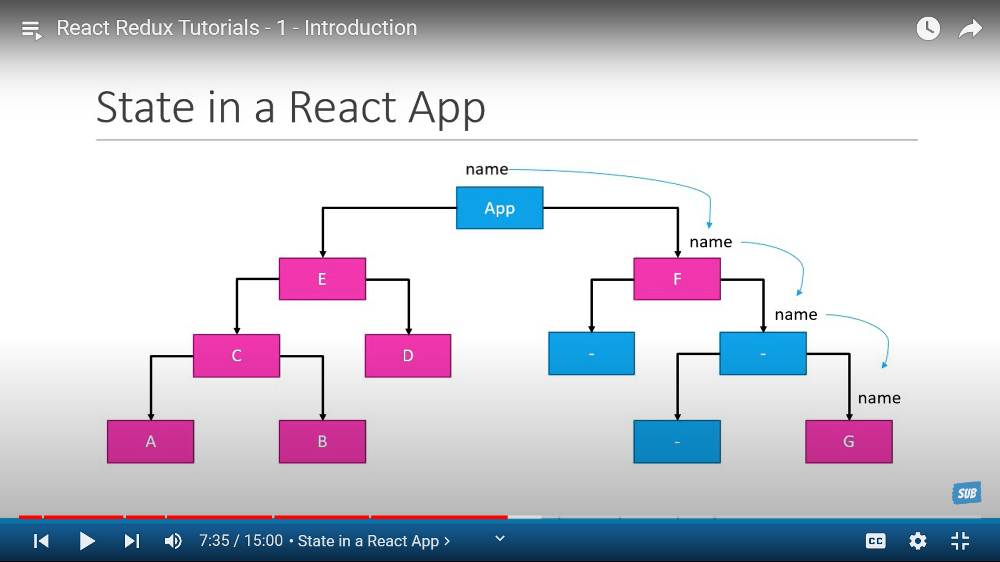 React Redux Tutorials - 1 - Introduction
State in a React App
name
App
name
E
F
name
C
D
-
-
name
A
B
-
G
SUB
7:35 / 15:00 • State in a React App >
CC